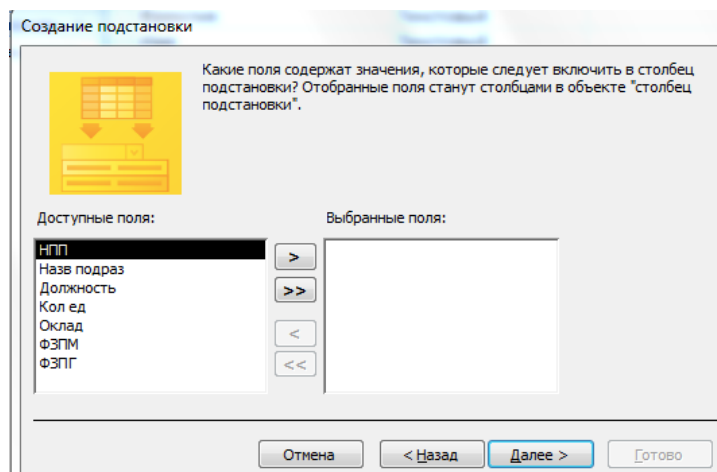 Создание подстановки
Какие поля содержат значения, которые следует включить в столбец
подстановки? Отобранные поля станут столбцами в объекте "столбец
подстановки".
Доступные поля:
Выбранные поля:
НПП
Назв подраз
Должность
Кол ед
Оклад
ФЗПМ
ФЗПГ
>
>>
<
<<
Отмена
< Назад
Далее >
Готово